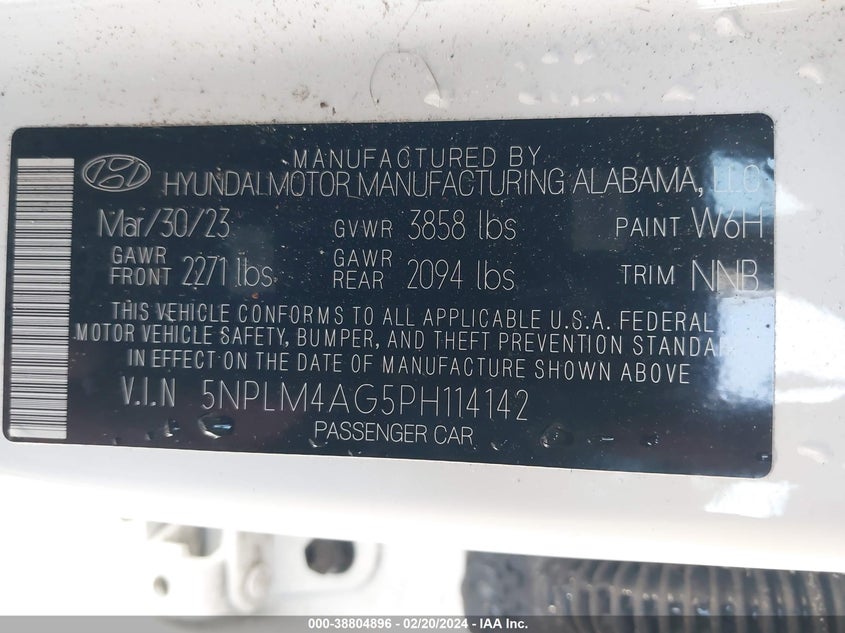 MANUFACTURED BY
HYUNDAI MOTOR MANUFACTURING ALABAMA, LLC
Mar/30/23 GVWR 3858 lbs PAINT W6H
GAWR FRONT 2271 lbs GAWR REAR 2094 lbs TRIM NNB
THIS VEHICLE CONFORMS TO ALL APPLICABLE U.S.A. FEDERAL
MOTOR VEHICLE SAFETY, BUMPER, AND THEFT PREVENTION STANDAR
IN EFFECT ON THE DATE OF MANUFACTURE SHOWN ABOVE
V.I.N 5NPLM4AG5PH114142
PASSENGER CAR
000-38804896 - 02/20/2024 - IAA Inc.